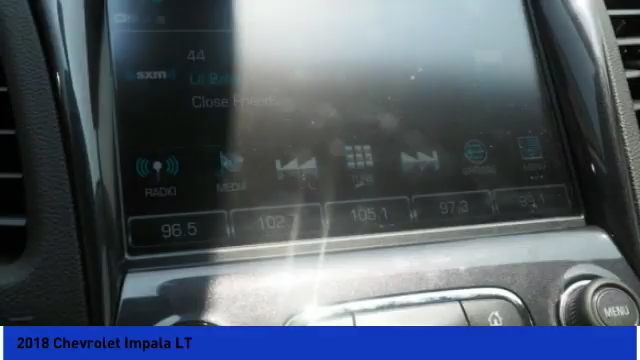 44
sxm
Lil Baby
Close Friends
RADIO
MEDIA
TUNE
96.5
102.7
105.1
97.3
MENU
2018 Chevrolet Impala LT